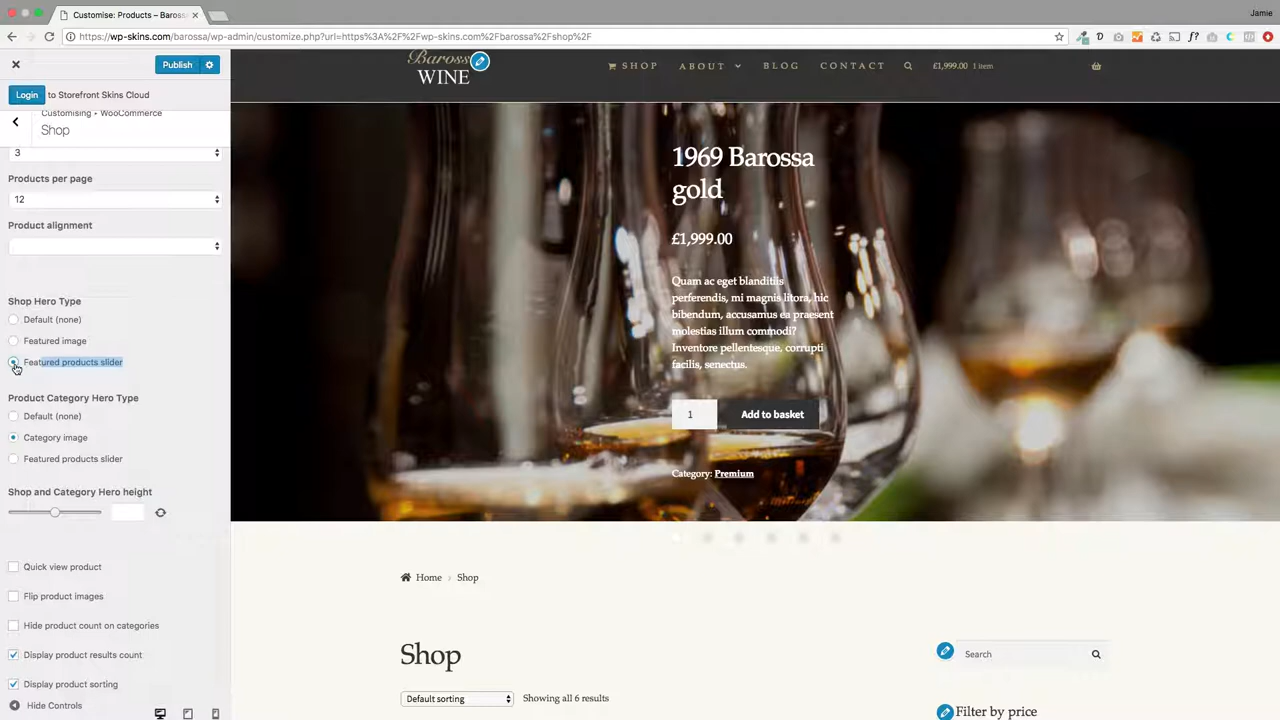 Customise: Products – Baross
Jamie
https://wp-skins.com/barossa/wp-admin/customize.php?url=https%3A%2F%2Fwp-skins.com%2Fbarossa%2Fshop%2F
Publish
Login to Storefront Skins Cloud
Customising • WooCommerce
Shop
3
Products per page
12
Product alignment
Shop Hero Type
Default (none)
Featured image
Featured products slider
Product Category Hero Type
Default (none)
Category image
Featured products slider
Shop and Category Hero height
Quick view product
Flip product images
Hide product count on categories
Display product results count
Display product sorting
Hide Controls
Baross
WINE
SHOP
ABOUT
BLOG
CONTACT
£1,999.00 1 item
1969 Barossa
gold
£1,999.00
Quam ac eget blanditiis
perferendis, mi magnis litora, hic
bibendum, accusamus ea praesent
molestias illum commodi?
Inventore pellentesque, corrupti
facilis, senectus.
1
Add to basket
Category: Premium
Home › Shop
Shop
Default sorting
Showing all 6 results
Search
Filter by price